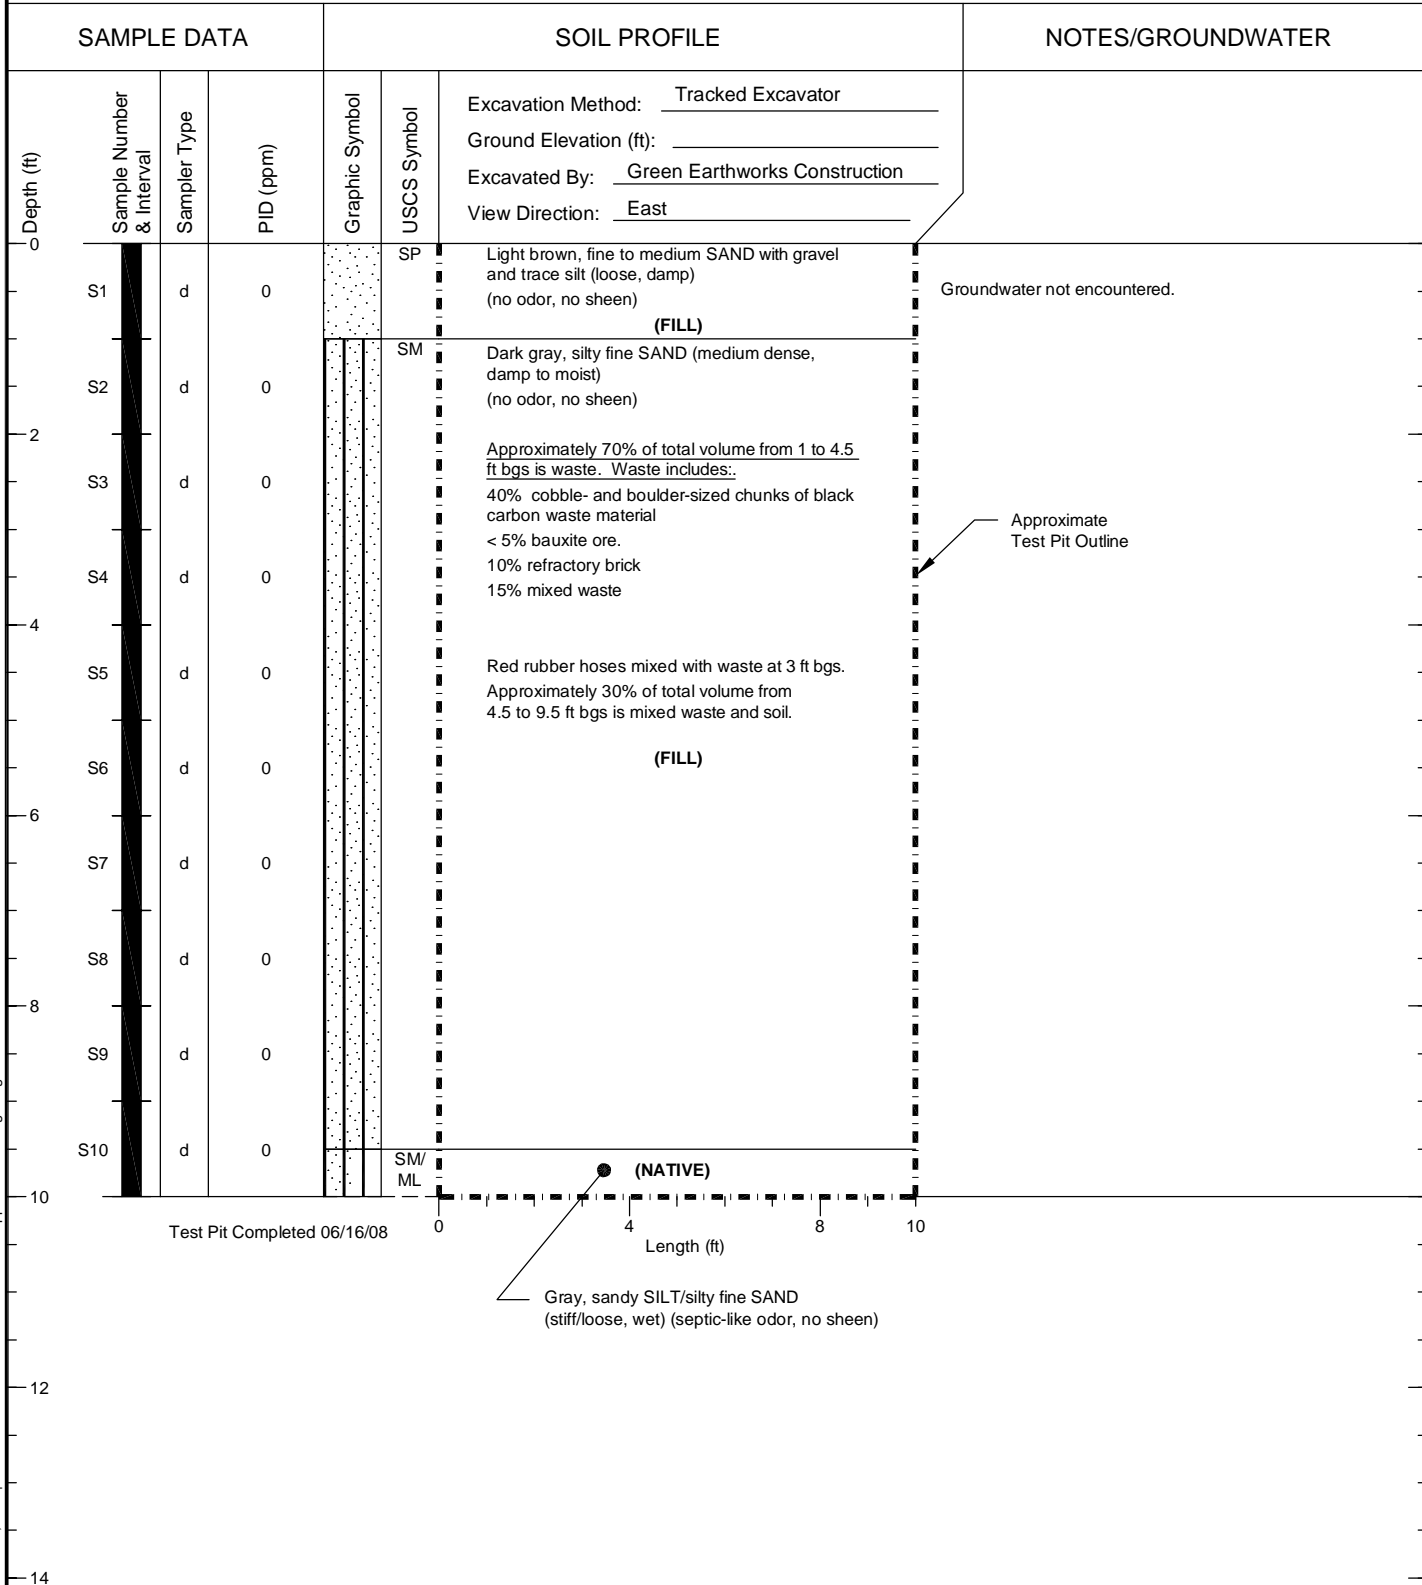 SAMPLE DATA
SOIL PROFILE
NOTES/GROUNDWATER
Depth (ft)
Sample Number
& Interval
Sampler Type
PID (ppm)
Graphic Symbol
USCS Symbol
Excavation Method: Tracked Excavator
Ground Elevation (ft):
Excavated By: Green Earthworks Construction
View Direction: East
0
SP
Light brown, fine to medium SAND with gravel
and trace silt (loose, damp)
S1 d 0
(no odor, no sheen)
Groundwater not encountered.
(FILL)
SM
Dark gray, silty fine SAND (medium dense,
damp to moist)
S2 d 0
(no odor, no sheen)
2
Approximately 70% of total volume from 1 to 4.5
ft bgs is waste. Waste includes:.
S3 d 0
40% cobble- and boulder-sized chunks of black
carbon waste material
Approximate
Test Pit Outline
< 5% bauxite ore.
S4 d 0
10% refractory brick
15% mixed waste
4
S5 d 0
Red rubber hoses mixed with waste at 3 ft bgs.
Approximately 30% of total volume from
4.5 to 9.5 ft bgs is mixed waste and soil.
(FILL)
S6 d 0
6
S7 d 0
S8 d 0
8
S9 d 0
S10 d 0
SM/
ML
(NATIVE)
10
Test Pit Completed 06/16/08
0 4 8 10
Length (ft)
Gray, sandy SILT/silty fine SAND
(stiff/loose, wet) (septic-like odor, no sheen)
12
14